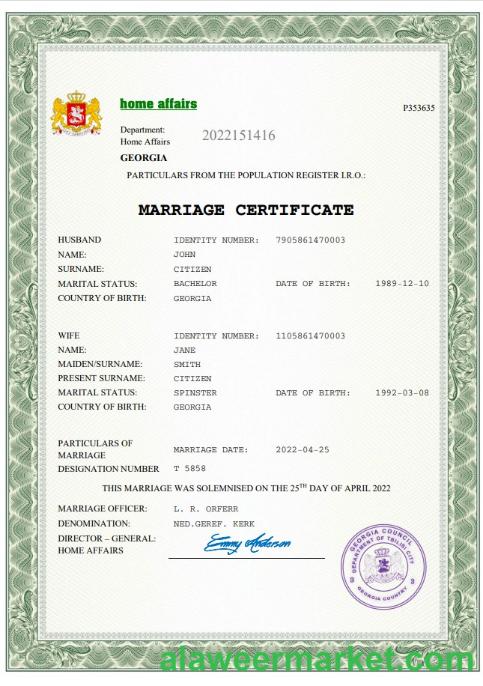 home affairs
P353635
Department:
Home Affairs
2022151416
GEORGIA
PARTICULARS FROM THE POPULATION REGISTER I.R.O.:
MARRIAGE CERTIFICATE
HUSBAND IDENTITY NUMBER: 7905861470003
NAME: JOHN
SURNAME: CITIZEN
MARITAL STATUS: BACHELOR DATE OF BIRTH: 1989-12-10
COUNTRY OF BIRTH: GEORGIA
WIFE IDENTITY NUMBER: 1105861470003
NAME: JANE
MAIDEN/SURNAME: SMITH
PRESENT SURNAME: CITIZEN
MARITAL STATUS: SPINSTER DATE OF BIRTH: 1992-03-08
COUNTRY OF BIRTH: GEORGIA
PARTICULARS OF
MARRIAGE MARRIAGE DATE: 2022-04-25
DESIGNATION NUMBER T 5858
THIS MARRIAGE WAS SOLEMNISED ON THE 25TH DAY OF APRIL 2022
MARRIAGE OFFICER: L. R. ORFERR
DENOMINATION: NED.GEREF. KERK
DIRECTOR – GENERAL:
HOME AFFAIRS
Emmy Anderson
GEORGIA COUNCIL
DEPARTMENT OF TBILISI CITY
GEORGIA COUNTRY
alaweermarket.com